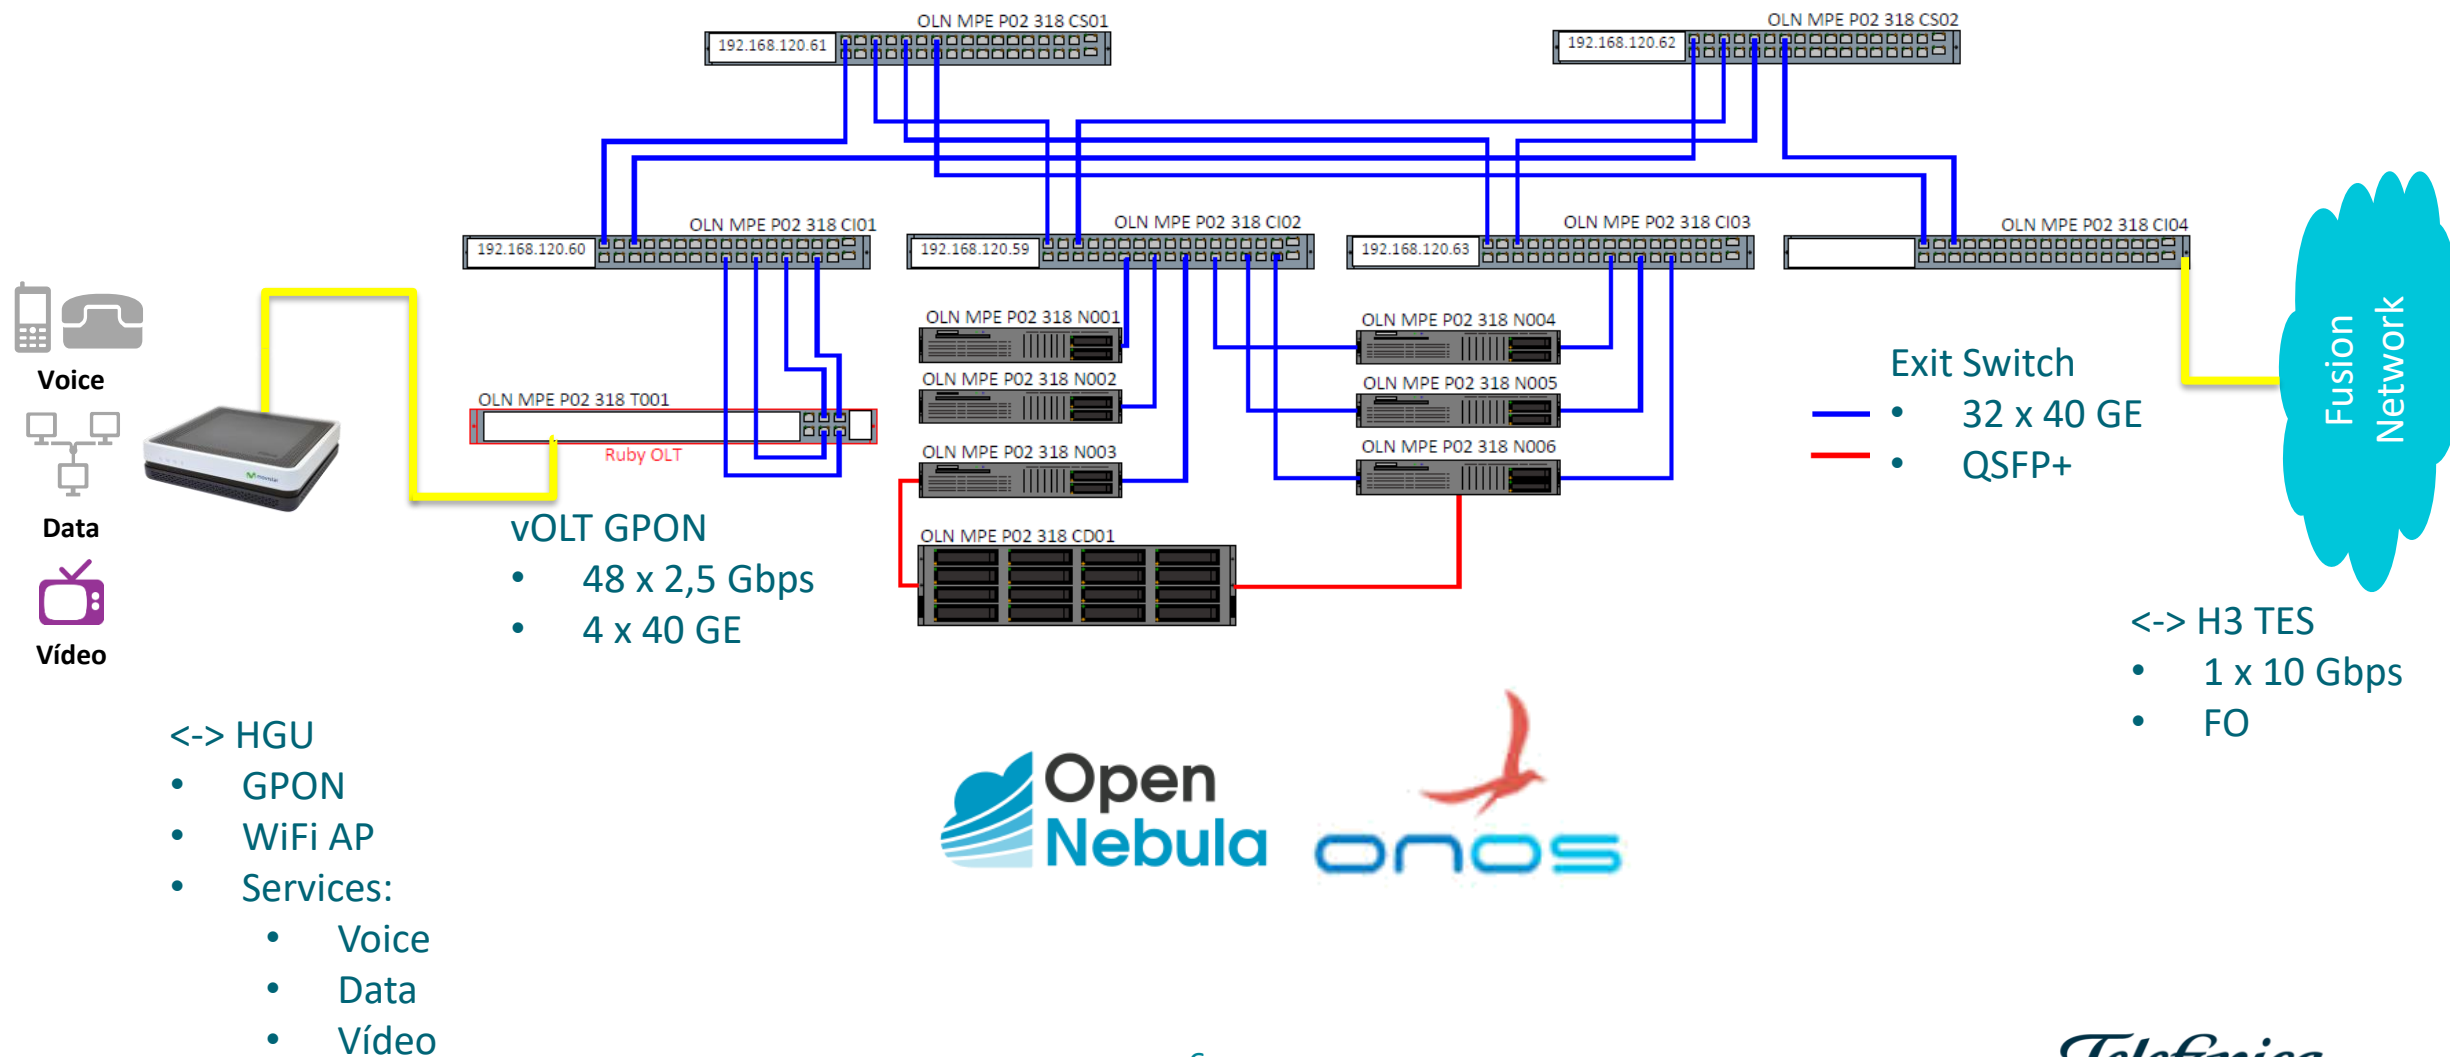 OLN MPE P02 318 CS01
192.168.120.61
OLN MPE P02 318 CS02
192.168.120.62
OLN MPE P02 318 CI01
192.168.120.60
OLN MPE P02 318 CI02
192.168.120.59
OLN MPE P02 318 CI03
192.168.120.63
OLN MPE P02 318 CI04
Voice
Data
Vídeo
movistar
OLN MPE P02 318 T001
Ruby OLT
OLN MPE P02 318 N001
OLN MPE P02 318 N002
OLN MPE P02 318 N003
OLN MPE P02 318 CD01
OLN MPE P02 318 N004
OLN MPE P02 318 N005
OLN MPE P02 318 N006
Exit Switch
• 32 x 40 GE
• QSFP+
Fusion
Network
vOLT GPON
• 48 x 2,5 Gbps
• 4 x 40 GE
<-> H3 TES
• 1 x 10 Gbps
• FO
<-> HGU
• GPON
• WiFi AP
• Services:
• Voice
• Data
• Vídeo
Open
Nebula
onos
Telefónica